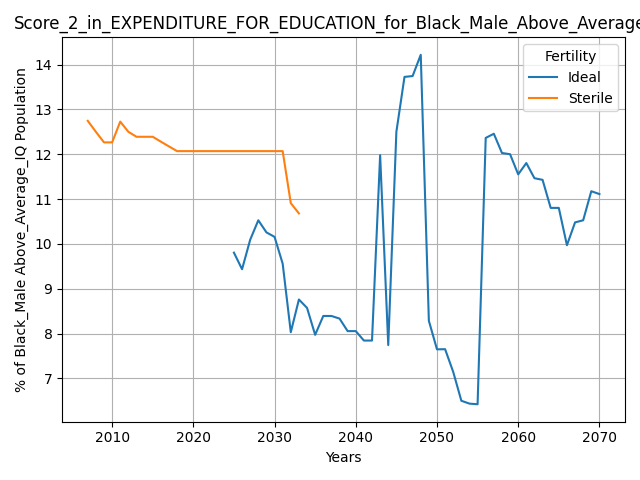 Score_2_in_EXPENDITURE_FOR_EDUCATION_for_Black_Male_Above_Average
Fertility
Ideal
Sterile
% of Black_Male Above_Average_IQ Population
14
13
12
11
10
9
8
7
2010 2020 2030 2040 2050 2060 2070
Years